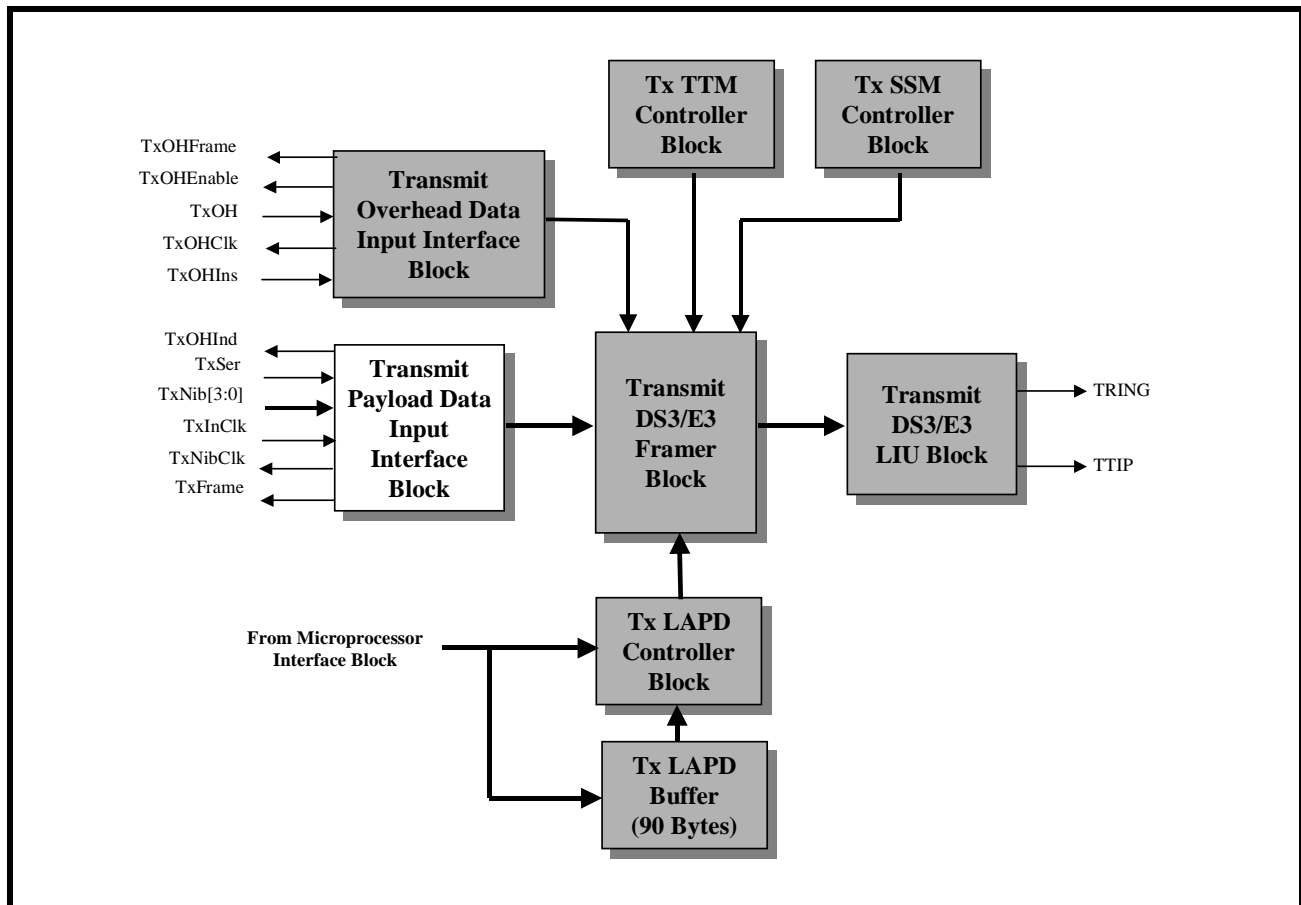 Tx TTM
Controller
Block
Tx SSM
Controller
Block
TxOHFrame
TxOHEnable
TxOH
TxOHClk
TxOHIns
Transmit
Overhead Data
Input Interface
Block
TxOHInd
TxSer
TxNib[3:0]
TxInClk
TxNibClk
TxFrame
Transmit
Payload Data
Input
Interface
Block
Transmit
DS3/E3
Framer
Block
Transmit
DS3/E3
LIU Block
TRING
TTIP
From Microprocessor
Interface Block
Tx LAPD
Controller
Block
Tx LAPD
Buffer
(90 Bytes)